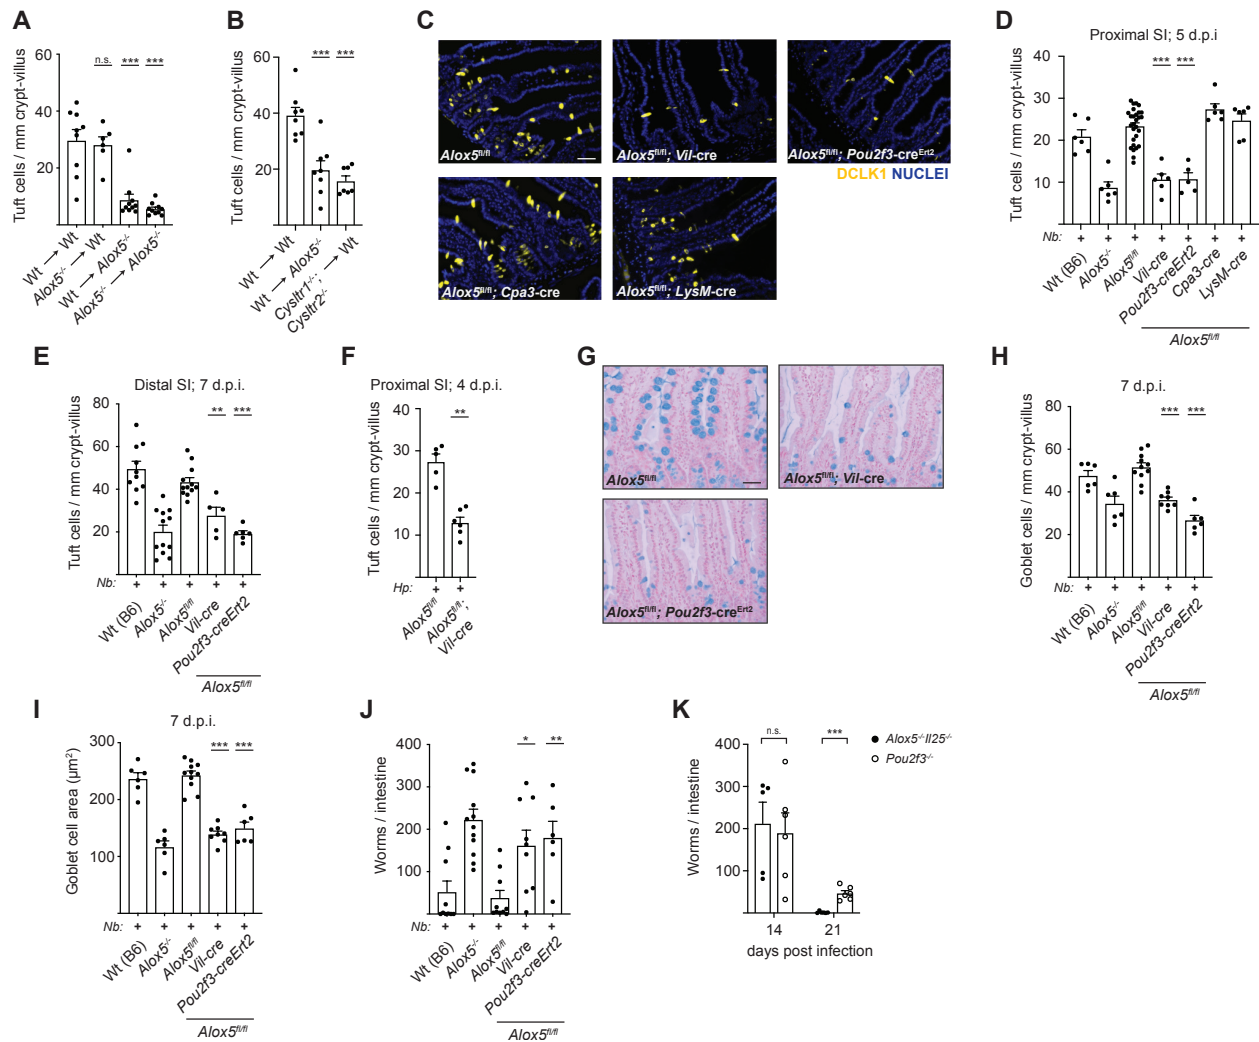 A
Tuft cells / mm crypt-villus
60
40
20
0
n.s.
***
***
Wt → Wt
Alox5-/- → Wt
Wt → Alox5-/-
Alox5-/- → Alox5-/-
B
Tuft cells / mm crypt-villus
60
40
20
0
***
***
Wt → Wt
Wt → Alox5-/-
Cysltr1-/-; → Wt
Cysltr2-/-
C
Alox5fl/fl
Alox5fl/fl; Vil-cre
Alox5fl/fl; Pou2f3-creErt2
DCLK1 NUCLEI
Alox5fl/fl; Cpa3-cre
Alox5fl/fl; LysM-cre
D
Proximal SI; 5 d.p.i
Tuft cells / mm crypt-villus
40
30
20
10
0
***
***
Nb: + + + + + + +
Wt (B6)
Alox5-/-
Alox5fl/fl
Vil-cre
Pou2f3-creErt2
Cpa3-cre
LysM-cre
Alox5fl/fl
E
Distal SI; 7 d.p.i.
Tuft cells / mm crypt-villus
80
60
40
20
0
**
***
Nb: + + + + +
Wt (B6)
Alox5-/-
Alox5fl/fl
Vil-cre
Pou2f3-creErt2
Alox5fl/fl
F
Proximal SI; 4 d.p.i.
Tuft cells / mm crypt-villus
40
30
20
10
0
**
Hp: + +
Alox5fl/fl
Alox5fl/fl;
Vil-cre
G
Alox5fl/fl
Alox5fl/fl; Vil-cre
Alox5fl/fl; Pou2f3-creErt2
H
7 d.p.i.
Goblet cells / mm crypt-villus
80
60
40
20
0
***
***
Nb: + + + + +
Wt (B6)
Alox5-/-
Alox5fl/fl
Vil-cre
Pou2f3-creErt2
Alox5fl/fl
I
7 d.p.i.
Goblet cell area (µm2)
300
200
100
0
***
***
Nb: + + + + +
Wt (B6)
Alox5-/-
Alox5fl/fl
Vil-cre
Pou2f3-creErt2
Alox5fl/fl
J
Worms / intestine
400
300
200
100
0
*
**
Nb: + + + + +
Wt (B6)
Alox5-/-
Alox5fl/fl
Vil-cre
Pou2f3-creErt2
Alox5fl/fl
K
Worms / intestine
400
300
200
100
0
n.s.
***
Alox5-/-Il25-/-
Pou2f3-/-
14 21
days post infection